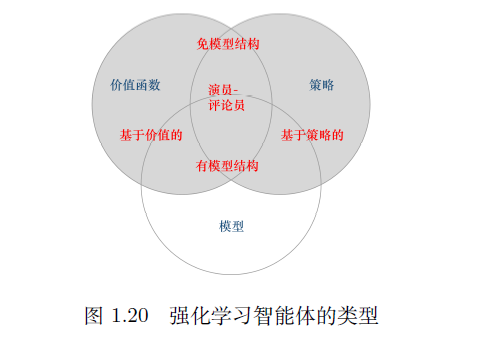 免模型结构
价值函数
策略
演员-
评论员
基于价值的
基于策略的
有模型结构
模型
图 1.20 强化学习智能体的类型